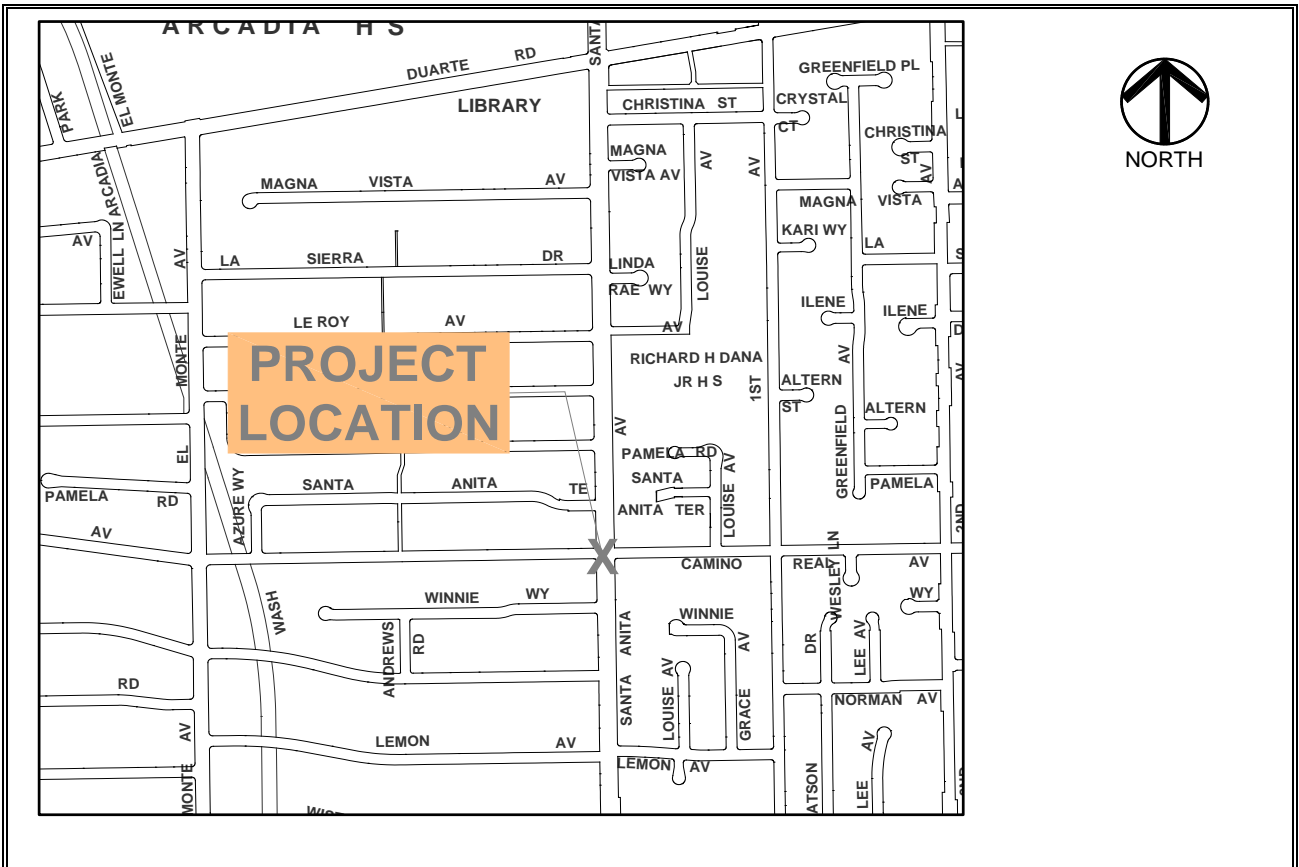 ARCADIA H S
SANTA
DUARTE RD
EL MONTE
PARK
LIBRARY
GREENFIELD PL
CHRISTINA ST
CRYSTAL
CT
CHRISTINA
ST
AV
NORTH
ARCADIA
EWELL LN
AV
MAGNA VISTA AV
MAGNA
VISTA AV
AV
AV
MAGNA VISTA
KARI WY
LA
AV
LA SIERRA DR
LINDA
RAE WY
LOUISE
ILENE
ILENE
LE ROY AV
AV
MONTE
PROJECT
LOCATION
RICHARD H DANA
JR H S
1ST
AV
AV
ALTERN
ST
ALTERN
AV
EL
GREENFIELD
PAMELA RD
SANTA
ANITA TER
LOUISE AV
PAMELA
PAMELA RD
SANTA ANITA TE
AZURE WY
AV
2ND
X
CAMINO REAL AV
WESLEY LN
WASH
WINNIE WY
WINNIE
WY
ANDREWS RD
SANTA ANITA
AV
DR
LEE AV
RD
LOUISE AV
GRACE
NORMAN AV
AV
LEMON AV
LEMON AV
AV
MONTE
LEE
ATSON
2ND